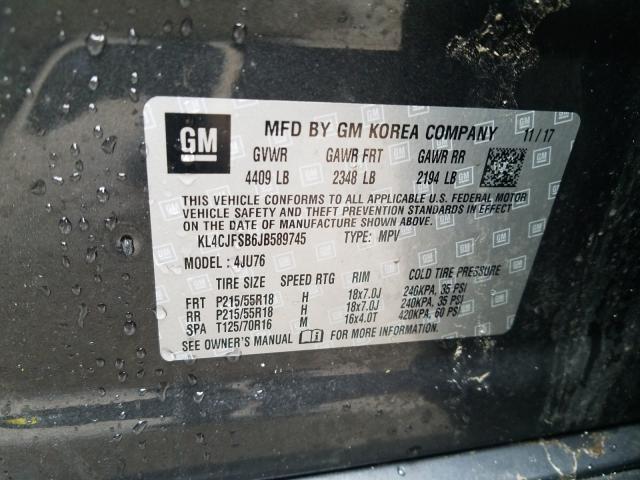 GM MFD BY GM KOREA COMPANY 11/17
GVWR GAWR FRT GAWR RR
4409 LB 2348 LB 2194 LB
THIS VEHICLE CONFORMS TO ALL APPLICABLE U.S. FEDERAL MOTOR
VEHICLE SAFETY AND THEFT PREVENTION STANDARDS IN EFFECT ON
THE DATE OF MANUFACTURE SHOWN ABOVE.
KL4CJFSB6JB589745 TYPE: MPV
MODEL: 4JU76
TIRE SIZE SPEED RTG RIM COLD TIRE PRESSURE
FRT P215/55R18 H 18x7.0J 240KPA, 35 PSI
RR P215/55R18 H 18x7.0J 240KPA, 35 PSI
SPA T125/70R16 M 16x4.0T 420KPA, 60 PSI
SEE OWNER'S MANUAL FOR MORE INFORMATION.